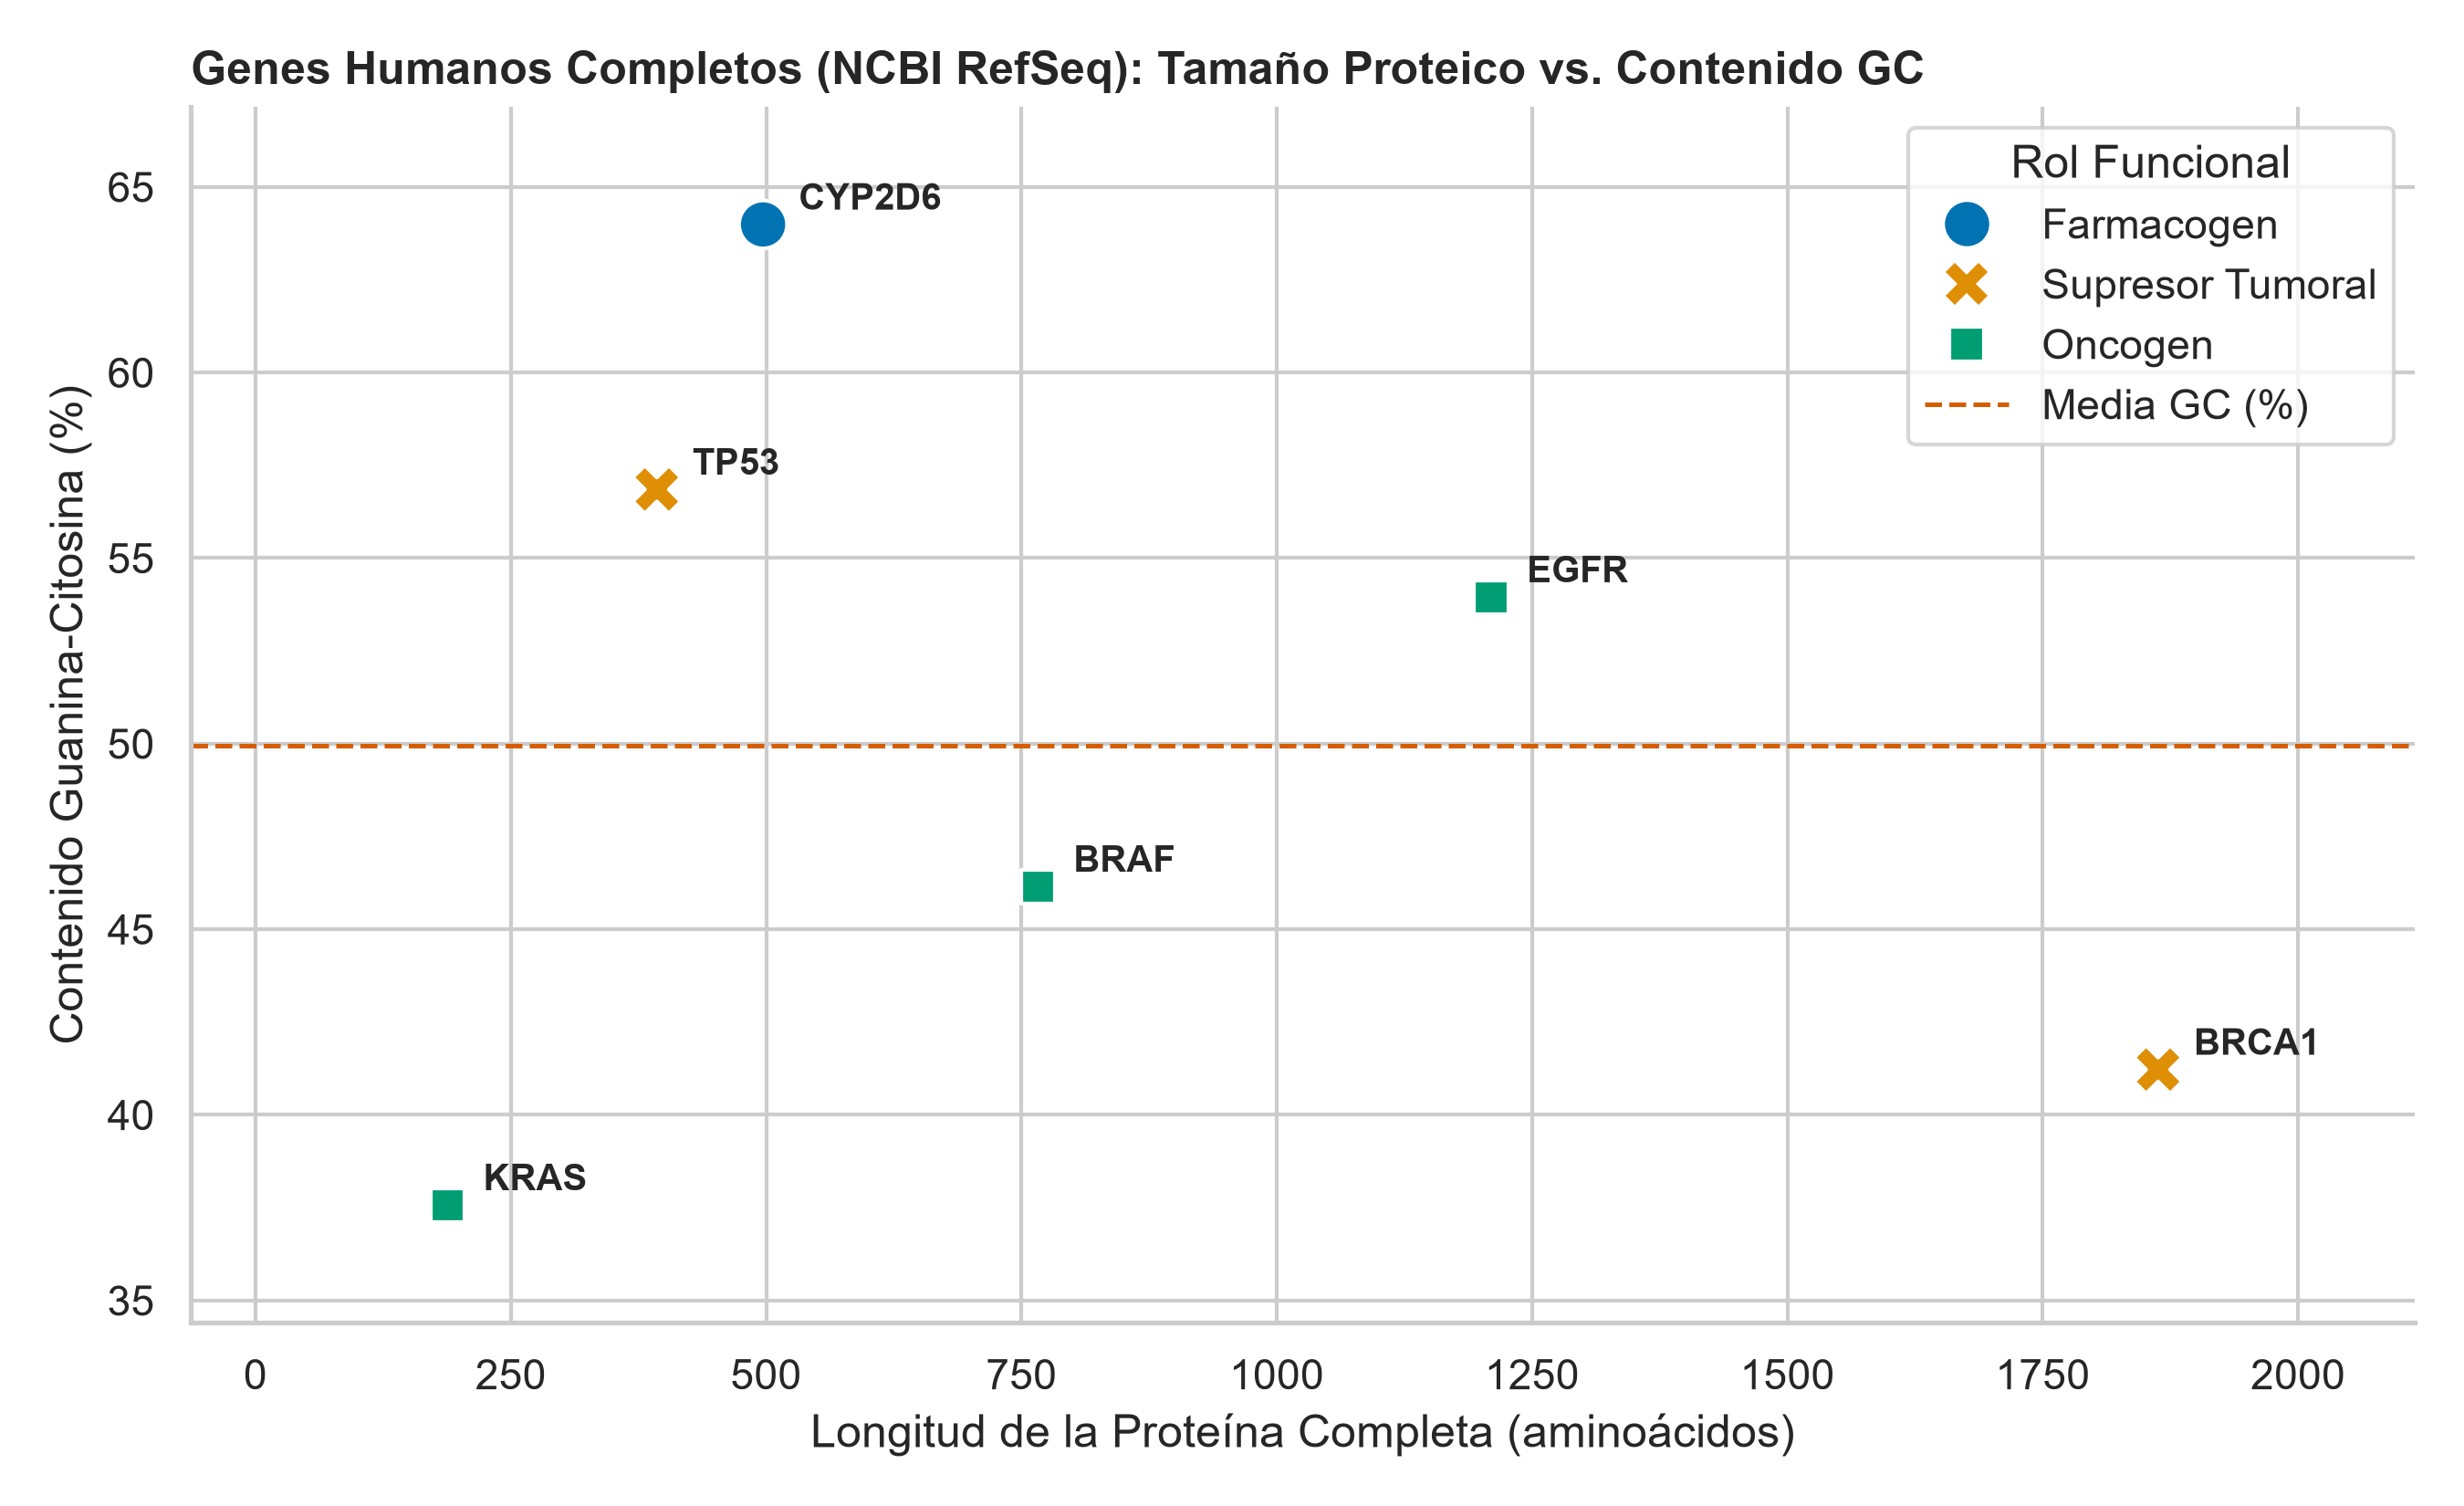 Genes Humanos Completos (NCBI RefSeq): Tamaño Proteico vs. Contenido GC
Contenido Guanina-Citosina (%)
65
60
55
50
45
40
35
CYP2D6
TP53
EGFR
BRAF
BRCA1
KRAS
Rol Funcional
Farmacogen
Supresor Tumoral
Oncogen
Media GC (%)
0 250 500 750 1000 1250 1500 1750 2000
Longitud de la Proteína Completa (aminoácidos)